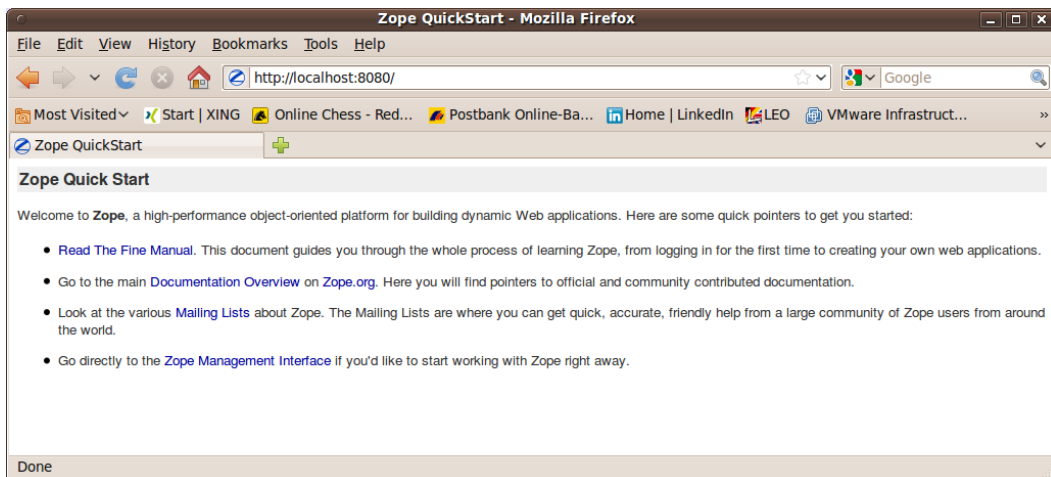 Zope QuickStart - Mozilla Firefox
File Edit View History Bookmarks Tools Help
http://localhost:8080/ Google
Most Visited Start | XING Online Chess - Red... Postbank Online-Ba... Home | LinkedIn LEO VMware Infrastruct... »
Zope QuickStart
Zope Quick Start
Welcome to Zope, a high-performance object-oriented platform for building dynamic Web applications. Here are some quick pointers to get you started:
• Read The Fine Manual. This document guides you through the whole process of learning Zope, from logging in for the first time to creating your own web applications.
• Go to the main Documentation Overview on Zope.org. Here you will find pointers to official and community contributed documentation.
• Look at the various Mailing Lists about Zope. The Mailing Lists are where you can get quick, accurate, friendly help from a large community of Zope users from around
the world.
• Go directly to the Zope Management Interface if you'd like to start working with Zope right away.
Done